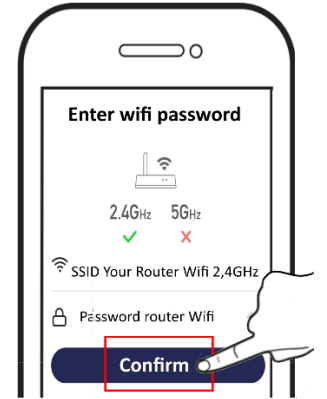 Enter wifi password
2.4GHz 5GHz
SSID Your Router Wifi 2,4GHz
Password router Wifi
Confirm